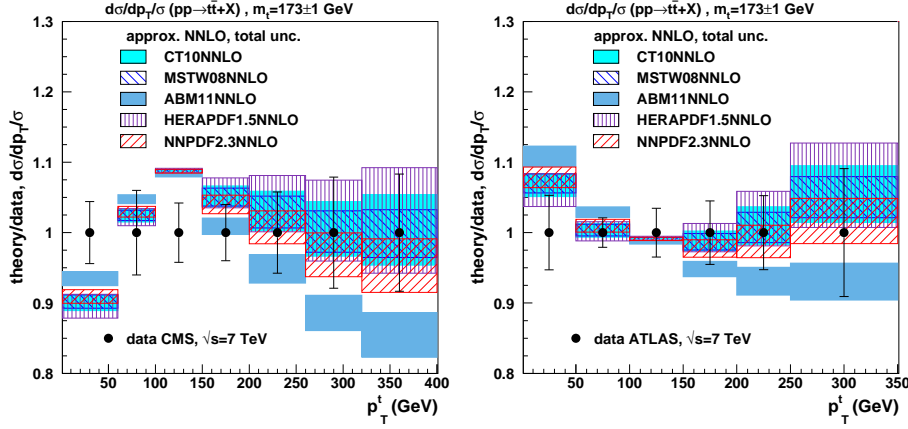 dσ/dp_T/σ (pp→tt̄+X) , m_t=173±1 GeV
theory/data, dσ/dp_T/σ
1.3
1.2
1.1
1
0.9
0.8
approx. NNLO, total unc.
CT10NNLO
MSTW08NNLO
ABM11NNLO
HERAPDF1.5NNLO
NNPDF2.3NNLO
data CMS, √s=7 TeV
50 100 150 200 250 300 350 400
p_T^t (GeV)
dσ/dp_T/σ (pp→tt̄+X) , m_t=173±1 GeV
theory/data, dσ/dp_T/σ
1.3
1.2
1.1
1
0.9
0.8
approx. NNLO, total unc.
CT10NNLO
MSTW08NNLO
ABM11NNLO
HERAPDF1.5NNLO
NNPDF2.3NNLO
data ATLAS, √s=7 TeV
50 100 150 200 250 300 350
p_T^t (GeV)